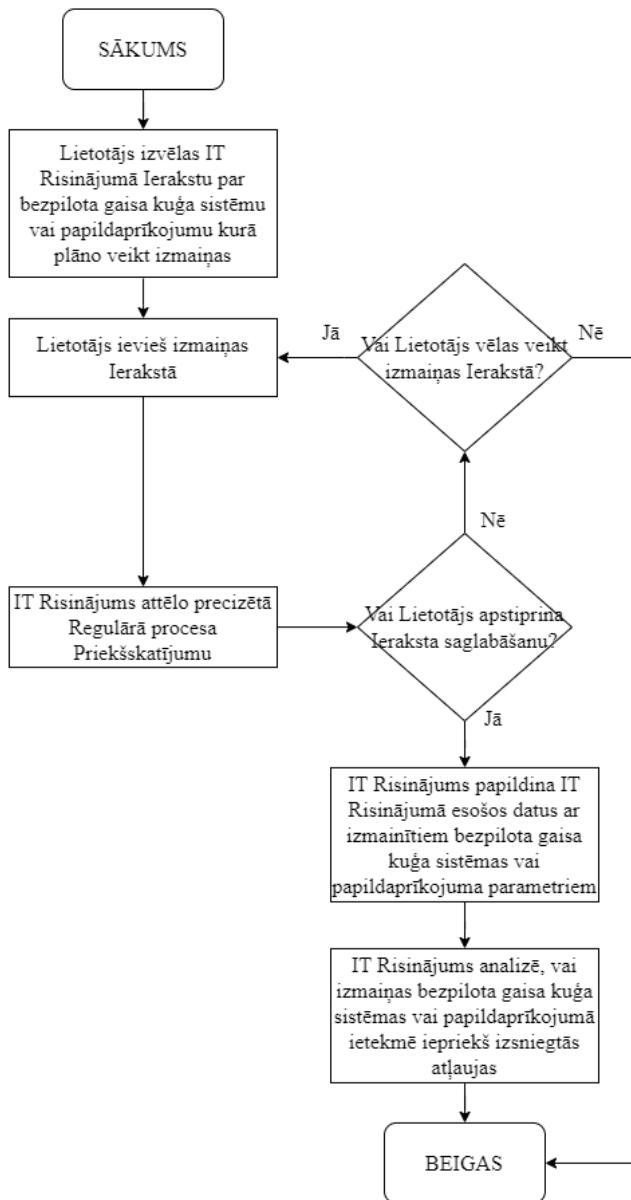 SĀKUMS
Lietotājs izvēlas IT
Risinājumā Ierakstu par
bezpilota gaisa kuģa sistēmu
vai papildaprīkojumu kurā
plāno veikt izmaiņas
Lietotājs ievieš izmaiņas
Ierakstā
Jā
Vai Lietotājs vēlas veikt
izmaiņas Ierakstā?
Nē
Nē
IT Risinājums attēlo precizētā
Regulārā procesa
Priekšskatījumu
Vai Lietotājs apstiprina
Ieraksta saglabāšanu?
Jā
IT Risinājums papildina IT
Risinājumā esošos datus ar
izmainītiem bezpilota gaisa
kuģa sistēmas vai
papildaprīkojuma parametriem
IT Risinājums analizē, vai
izmaiņas bezpilota gaisa kuģa
sistēmas vai papildaprīkojumā
ietekmē iepriekš izsniegtās
atļaujas
BEIGAS